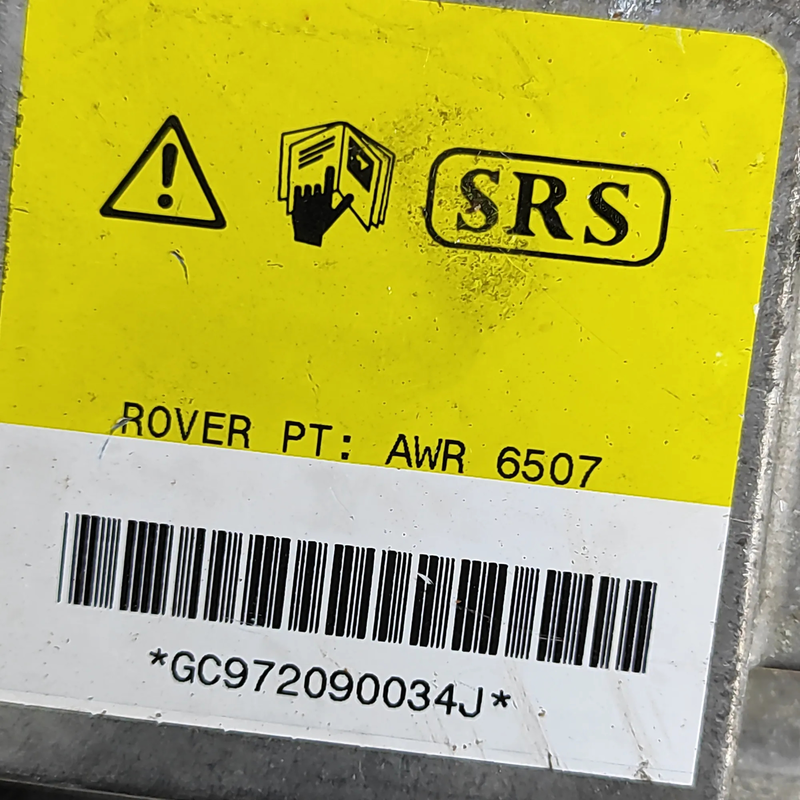 SRS
ROVER PT: AWR 6507
*GC972090034J*